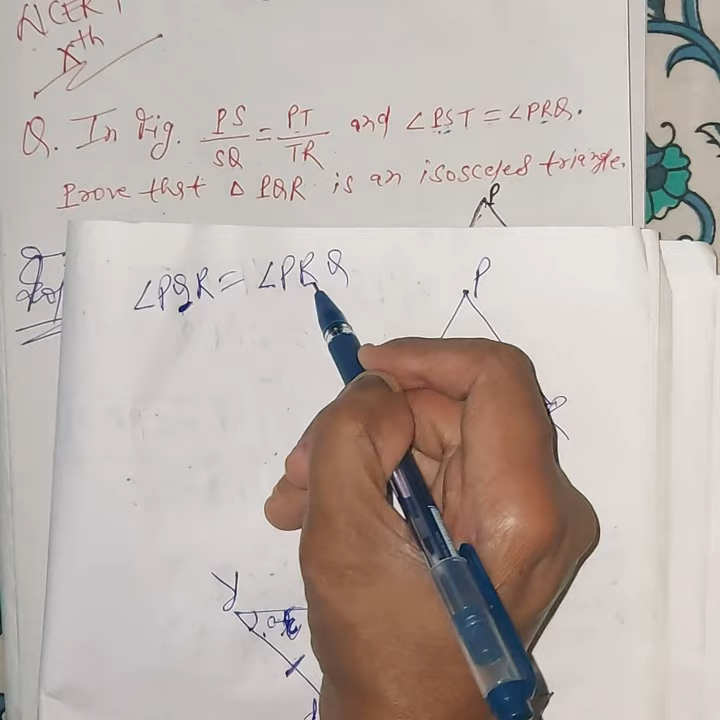 NCERT
Xth
Q. In Fig. PS/SQ = PT/TR and ∠PST = ∠PRQ.
Prove that △ PQR is an isosceles triangle.
P
∠PQR = ∠PRQ
P